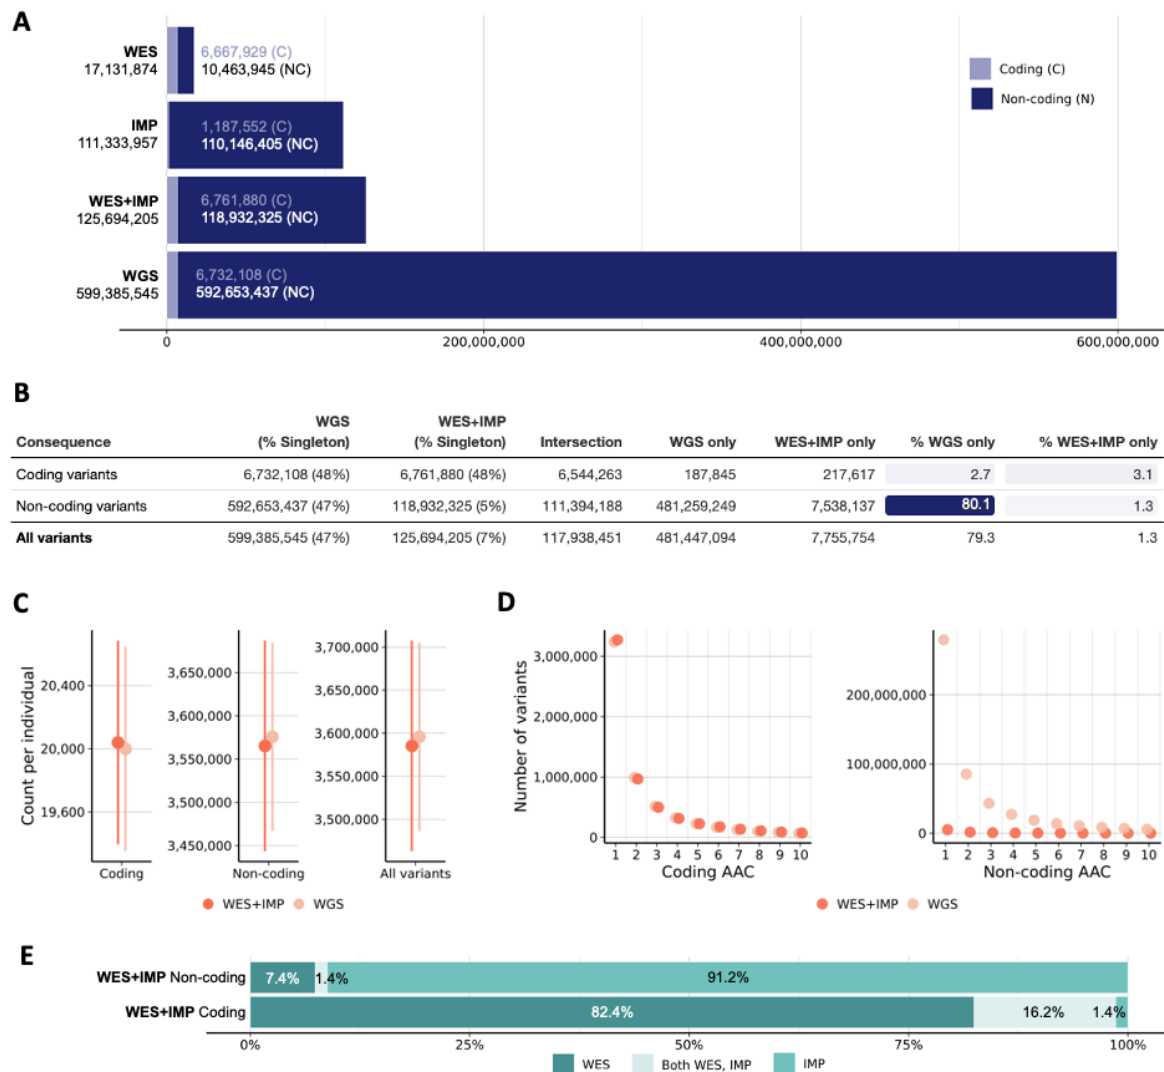 A
WES
17,131,874
6,667,929 (C)
10,463,945 (NC)
Coding (C)
Non-coding (N)
IMP
111,333,957
1,187,552 (C)
110,146,405 (NC)
WES+IMP
125,694,205
6,761,880 (C)
118,932,325 (NC)
WGS
599,385,545
6,732,108 (C)
592,653,437 (NC)
0 200,000,000 400,000,000 600,000,000
B
WGS WES+IMP
Consequence (% Singleton) (% Singleton) Intersection WGS only WES+IMP only % WGS only % WES+IMP only
Coding variants 6,732,108 (48%) 6,761,880 (48%) 6,544,263 187,845 217,617 2.7 3.1
Non-coding variants 592,653,437 (47%) 118,932,325 (5%) 111,394,188 481,259,249 7,538,137 80.1 1.3
All variants 599,385,545 (47%) 125,694,205 (7%) 117,938,451 481,447,094 7,755,754 79.3 1.3
C
Count per individual
20,400
20,000
19,600
Coding
3,650,000
3,600,000
3,550,000
3,500,000
3,450,000
Non-coding
3,700,000
3,650,000
3,600,000
3,550,000
3,500,000
All variants
WES+IMP WGS
D
Number of variants
3,000,000
2,000,000
1,000,000
0
1 2 3 4 5 6 7 8 9 10
Coding AAC
200,000,000
100,000,000
0
1 2 3 4 5 6 7 8 9 10
Non-coding AAC
WES+IMP WGS
E
WES+IMP Non-coding 7.4% 1.4% 91.2%
WES+IMP Coding 82.4% 16.2% 1.4%
0% 25% 50% 75% 100%
WES Both WES, IMP IMP